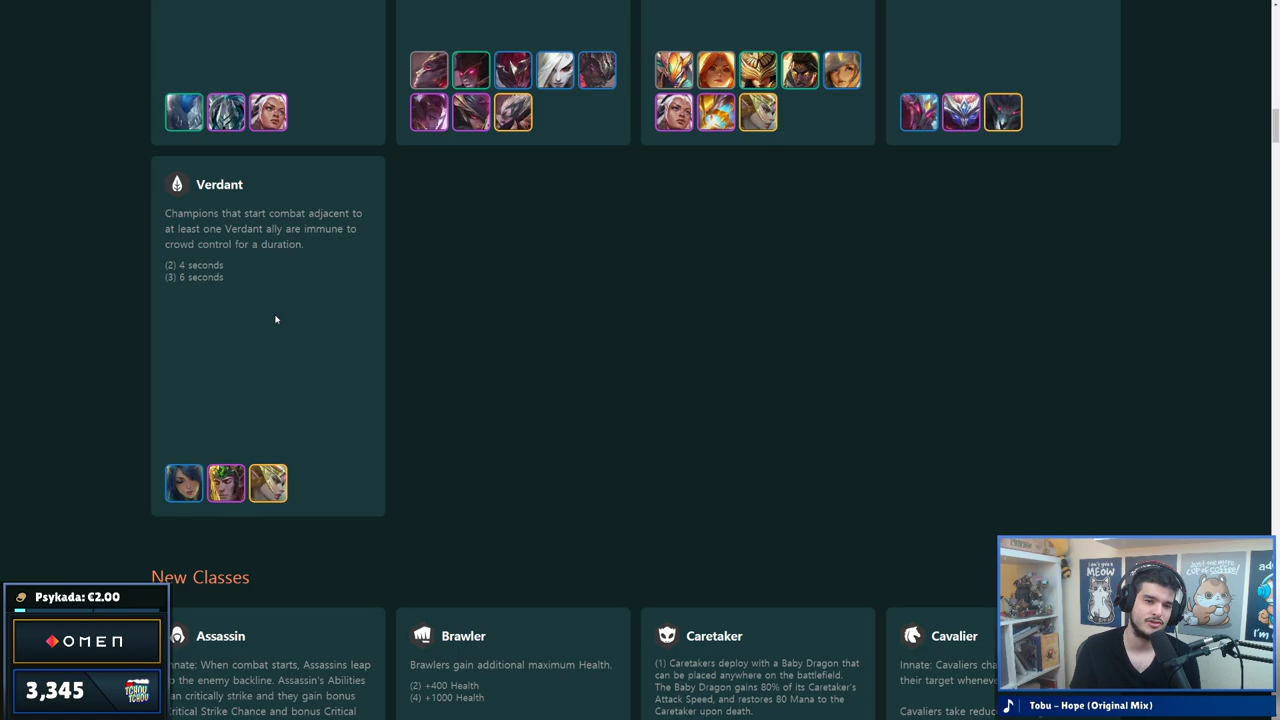 Verdant
Champions that start combat adjacent to
at least one Verdant ally are immune to
crowd control for a duration.
(2) 4 seconds
(3) 6 seconds
New Classes
Assassin
Innate: When combat starts, Assassins leap
the enemy backline. Assassin's Abilities
can critically strike and they gain bonus
Critical Strike Chance and bonus Critical
Brawler
Brawlers gain additional maximum Health.
(2) +400 Health
(4) +1000 Health
Caretaker
(1) Caretakers deploy with a Baby Dragon that
can be placed anywhere on the battlefield.
The Baby Dragon gains 80% of its Caretaker's
Attack Speed, and restores 80 Mana to the
Caretaker upon death.
Cavalier
Innate: Cavaliers cha
their target whenev
Cavaliers take reduc
Psykada: €2.00
OMEN
3,345
TCHOU
TCHOU
MEOW
Tobu – Hope (Original Mix)